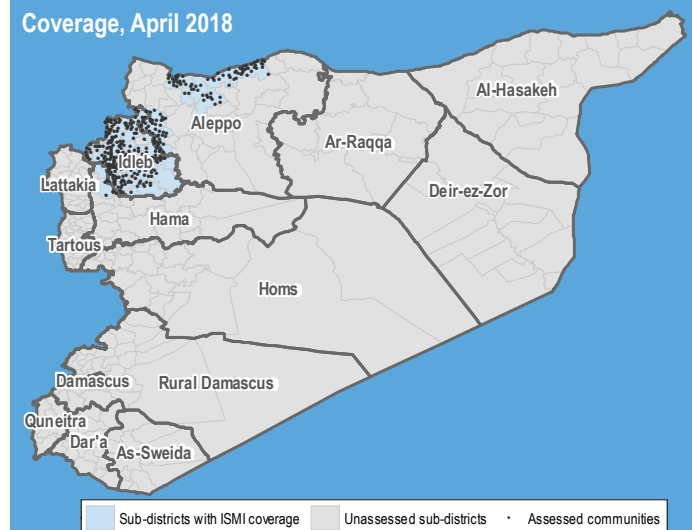 Coverage, April 2018
Al-Hasakeh
Aleppo
Ar-Raqqa
Idleb
Lattakia
Deir-ez-Zor
Hama
Tartous
Homs
Damascus
Rural Damascus
Quneitra
Dar'a
As-Sweida
Sub-districts with ISMI coverage
Unassessed sub-districts
Assessed communities